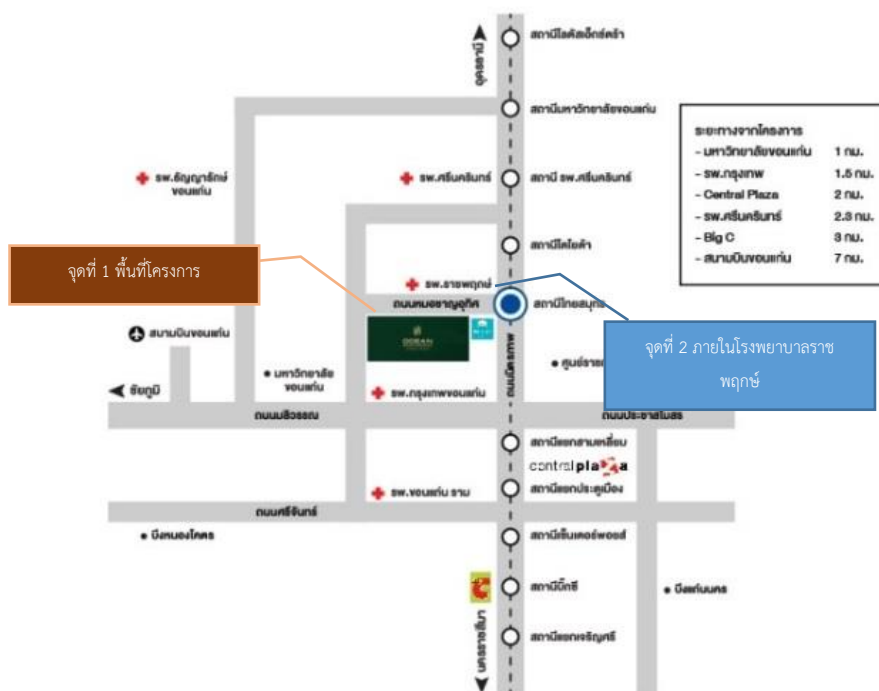 สถานีโลตัสเอ็กซ์ตร้า
อุดรธานี
สถานีมหาวิทยาลัยขอนแก่น
ระยะทางจากโครงการ
- มหาวิทยาลัยขอนแก่น 1 กม.
- รพ.กรุงเทพ 1.5 กม.
- Central Plaza 2 กม.
- รพ.ศรีนครินทร์ 2.3 กม.
- Big C 3 กม.
- สนามบินขอนแก่น 7 กม.
รพ.ธัญญารักษ์
ขอนแก่น
รพ.ศรีนครินทร์
สถานี รพ.ศรีนครินทร์
สถานีโตโยต้า
จุดที่ 1 พื้นที่โครงการ
รพ.ราชพฤกษ์
ถนนหมอชาญอุทิศ
สถานีไทยสมุทร
OCEAN
สนามบินขอนแก่น
จุดที่ 2 ภายในโรงพยาบาลราช
พฤกษ์
ถนนมิตรภาพ
มหาวิทยาลัย
ขอนแก่น
ชัยภูมิ
รพ.กรุงเทพขอนแก่น
ถนนมะลิวรรณ
ถนนประชาสโมสร
สถานีแยกสามเหลี่ยม
central plaza
รพ.ขอนแก่น ราม
สถานีแยกประตูเมือง
ถนนศรีจันทร์
บึงหนองโคตร
สถานีเซ็นเตอร์พอยส์
สถานีบิ๊กซี
บึงแก่นนคร
นครราชสีมา
สถานีแยกเจริญศรี